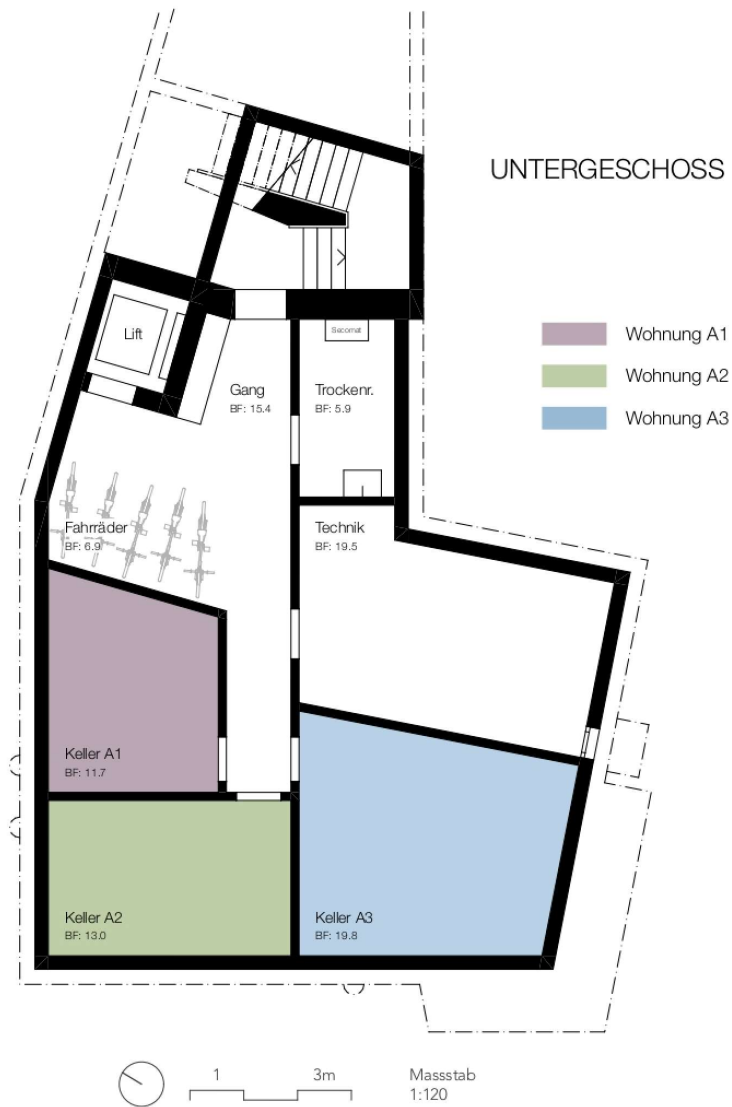 UNTERGESCHOSS
Lift
Secomat
Wohnung A1
Wohnung A2
Wohnung A3
Gang
BF: 15.4
Trockenr.
BF: 5.9
Fahrräder
BF: 6.9
Technik
BF: 19.5
Keller A1
BF: 11.7
Keller A2
BF: 13.0
Keller A3
BF: 19.8
1 3m
Massstab
1:120